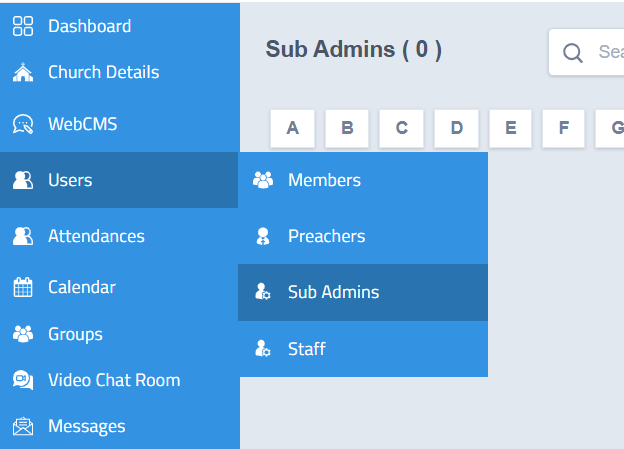 Dashboard
Church Details
WebCMS
Users
Attendances
Calendar
Groups
Video Chat Room
Messages
Sub Admins ( 0 )
Sea
A B C D E F G
Members
Preachers
Sub Admins
Staff